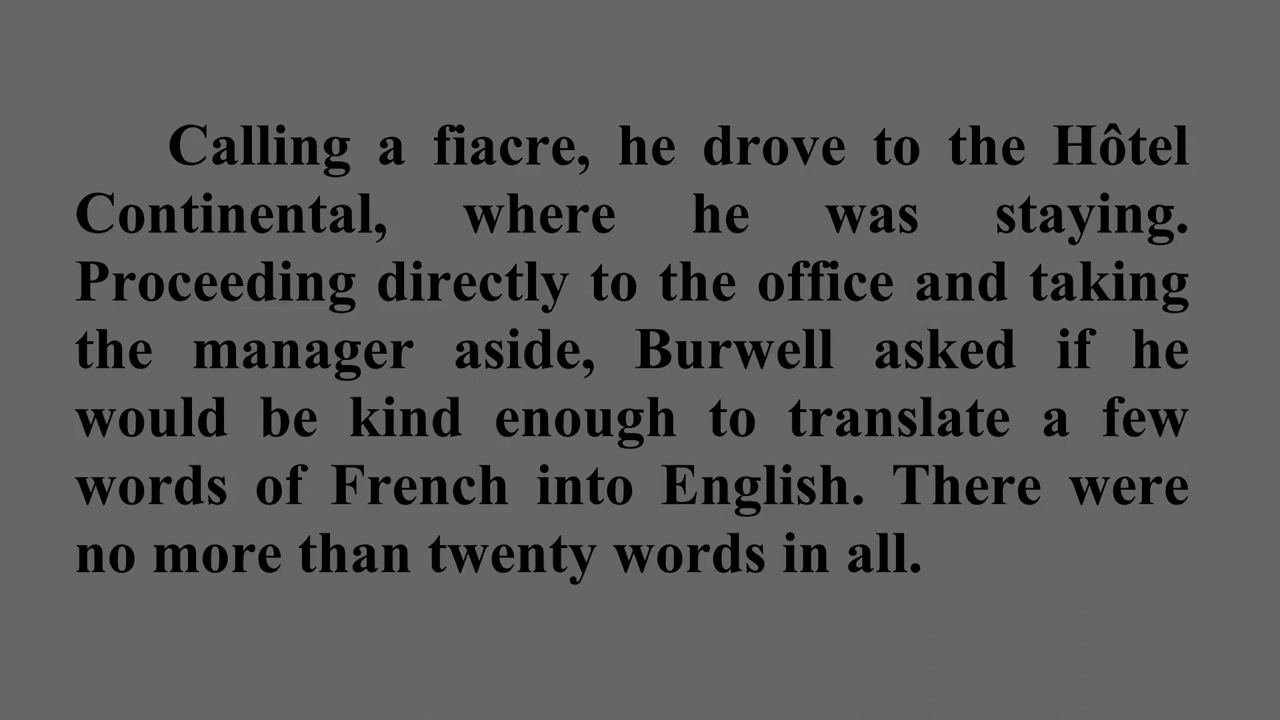 Calling a fiacre, he drove to the Hôtel
Continental, where he was staying.
Proceeding directly to the office and taking
the manager aside, Burwell asked if he
would be kind enough to translate a few
words of French into English. There were
no more than twenty words in all.